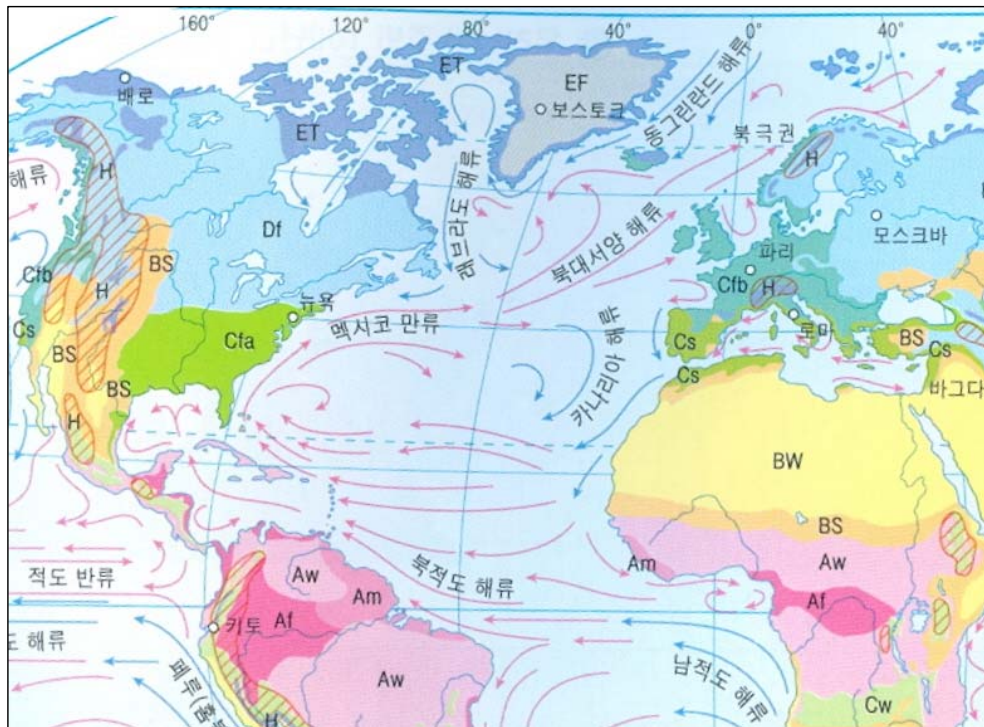 160°
120°
80°
40°
0°
40°
ET
EF
배로
보스토크
동그린란드 해류
ET
북극권
H
H
해류
래브라도 해류
Df
북대서양 해류
모스크바
파리
Cfb
BS
Cfb
H
H
뉴욕
멕시코 만류
로마
Cs
Cfa
Cs
BS
Cs
BS
카나리아 해류
Cs
바그다
BS
H
BW
BS
적도 반류
Aw
북적도 해류
Am
Aw
Am
Af
Af
키토
해류
페루(훔볼
Aw
남적도 해류
Cw
H